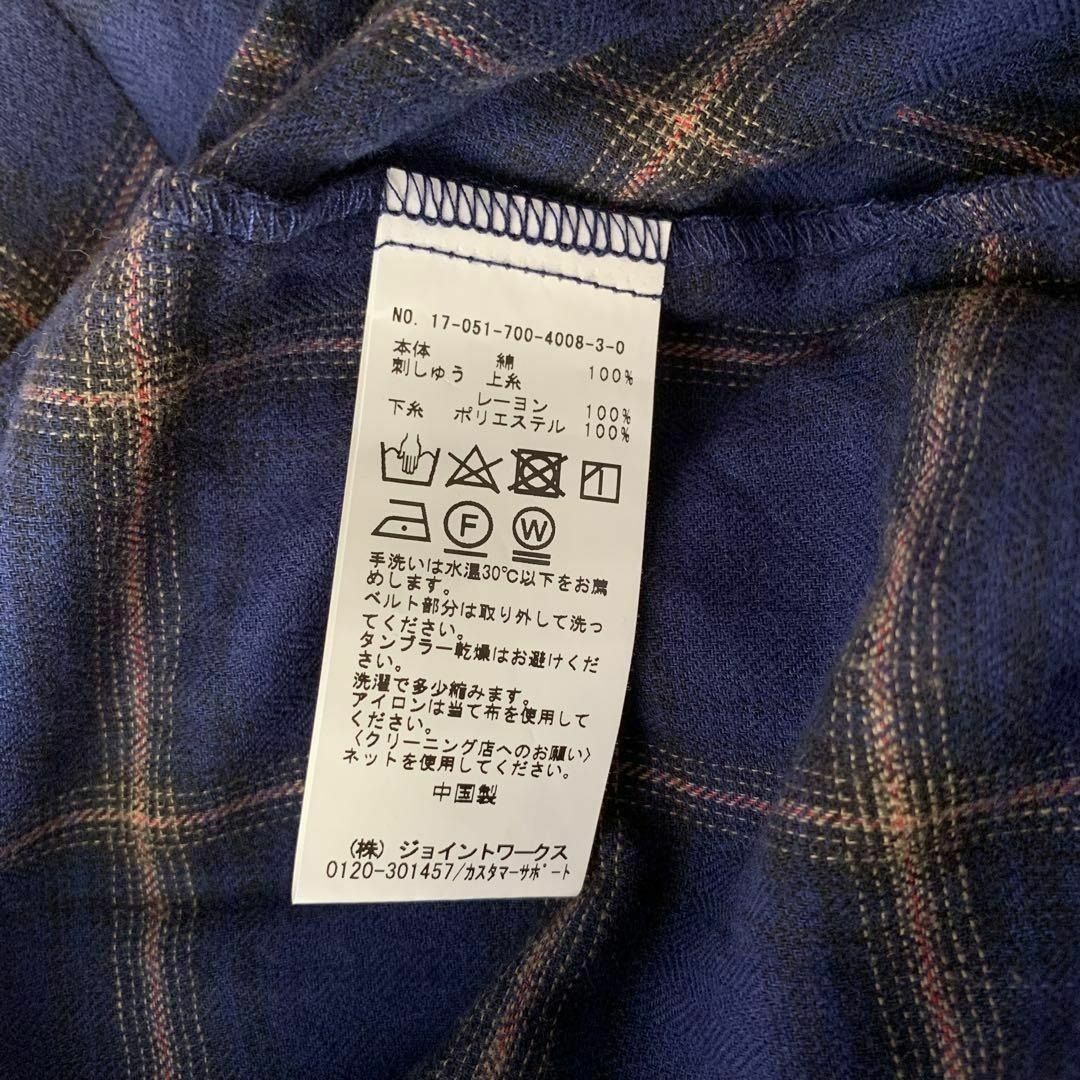 NO. 17-051-700-4008-3-0
本体 綿 100%
刺しゅう 上糸
レーヨン 100%
下糸 ポリエステル 100%
F W
手洗いは水温30℃以下をお薦
めします。
ベルト部分は取り外して洗っ
てください。
タンブラー乾燥はお避けくだ
さい。
洗濯で多少縮みます。
アイロンは当て布を使用して
ください。
〈クリーニング店へのお願い〉
ネットを使用してください。
中国製
(株) ジョイントワークス
0120-301457/カスタマーサポート